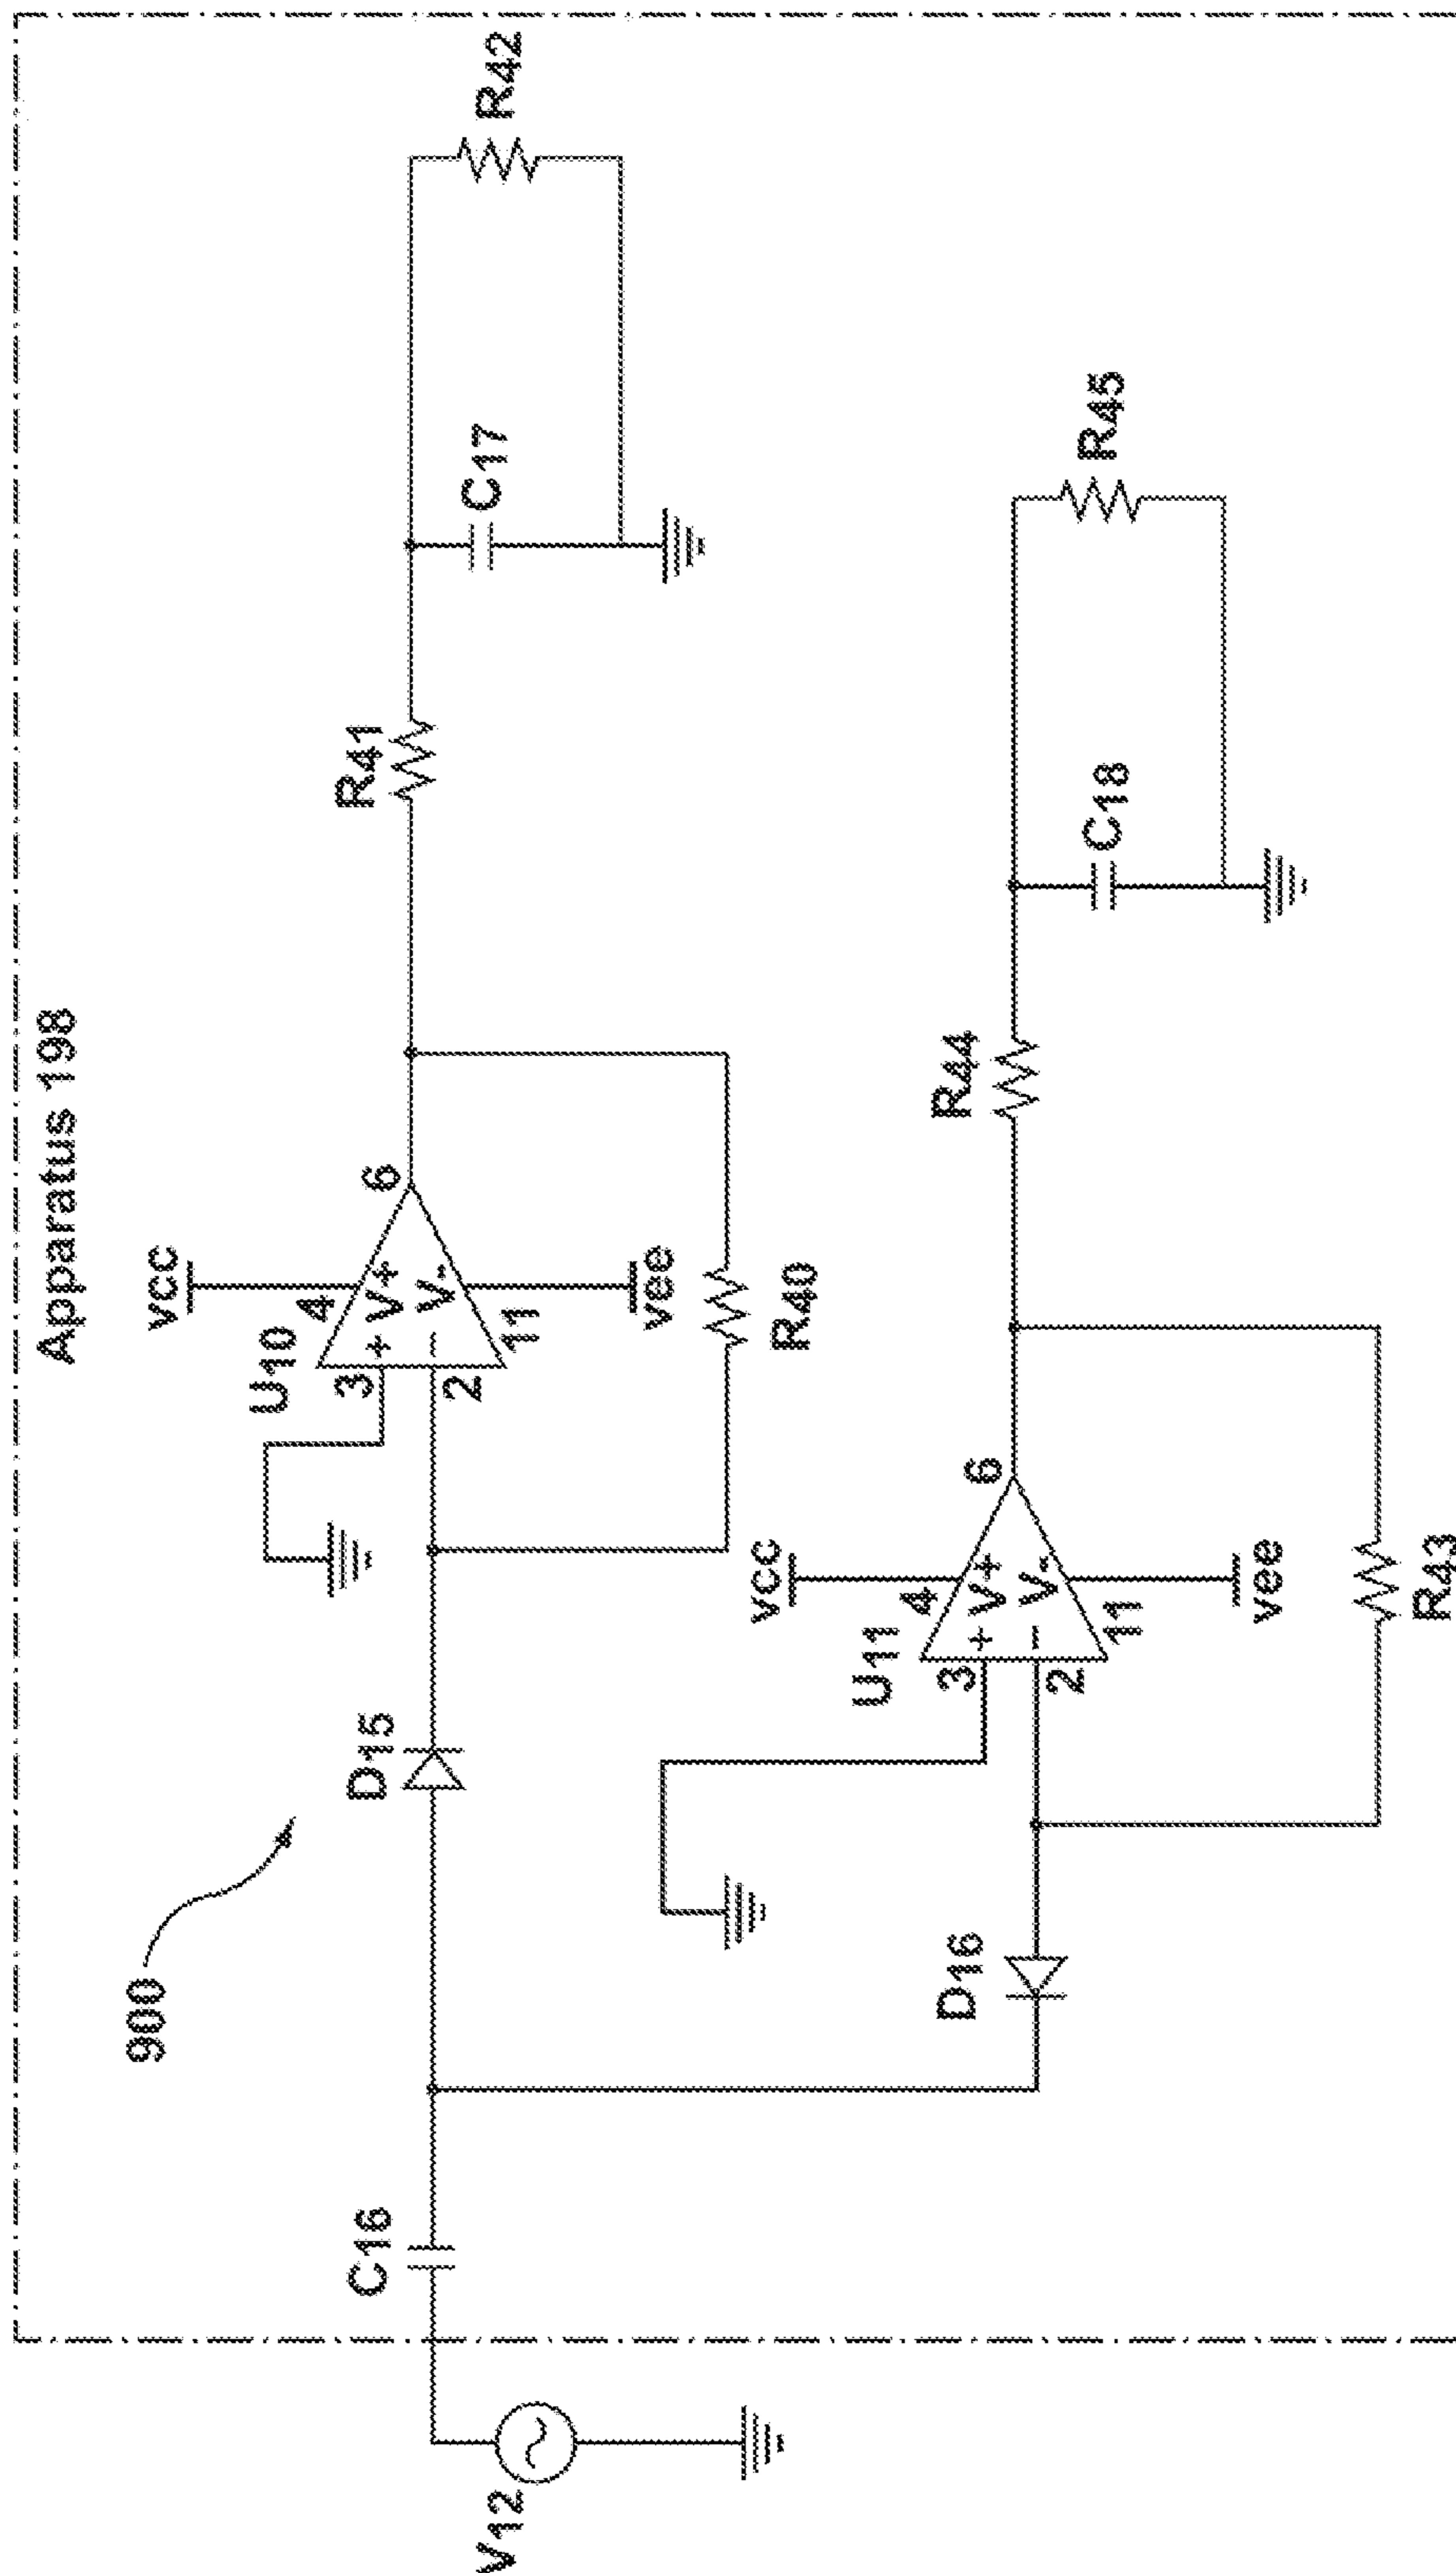 Apparatus 198
900
V12
C16
D15
U10
3
2
4
V+
V-
11
6
+
−
vcc
vee
R40
R41
C17
R42
D16
U11
3
2
4
V+
V-
11
6
+
−
vcc
vee
R43
R44
C18
R45